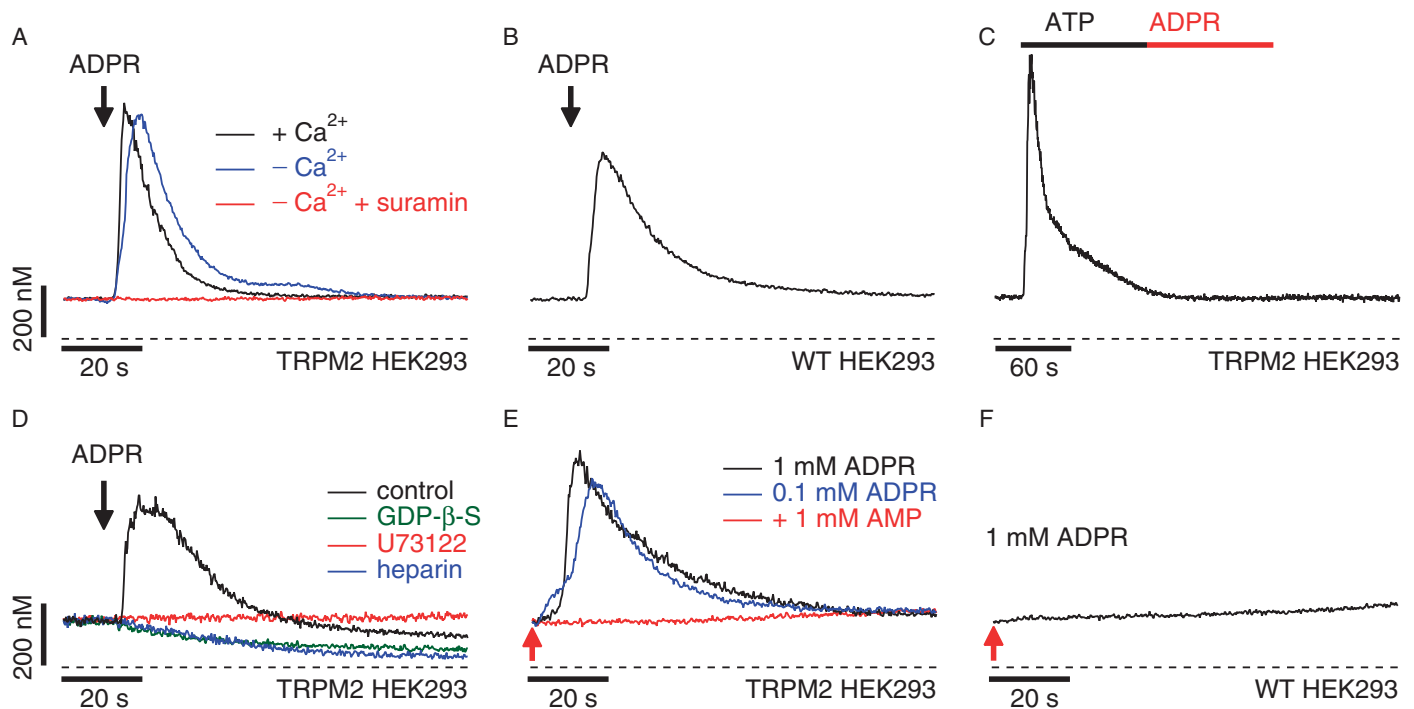 A
ADPR
+ Ca2+
– Ca2+
– Ca2+ + suramin
200 nM
20 s
TRPM2 HEK293
B
ADPR
20 s
WT HEK293
C
ATP ADPR
60 s
TRPM2 HEK293
D
ADPR
control
GDP-β-S
U73122
heparin
200 nM
20 s
TRPM2 HEK293
E
1 mM ADPR
0.1 mM ADPR
+ 1 mM AMP
20 s
TRPM2 HEK293
F
1 mM ADPR
20 s
WT HEK293